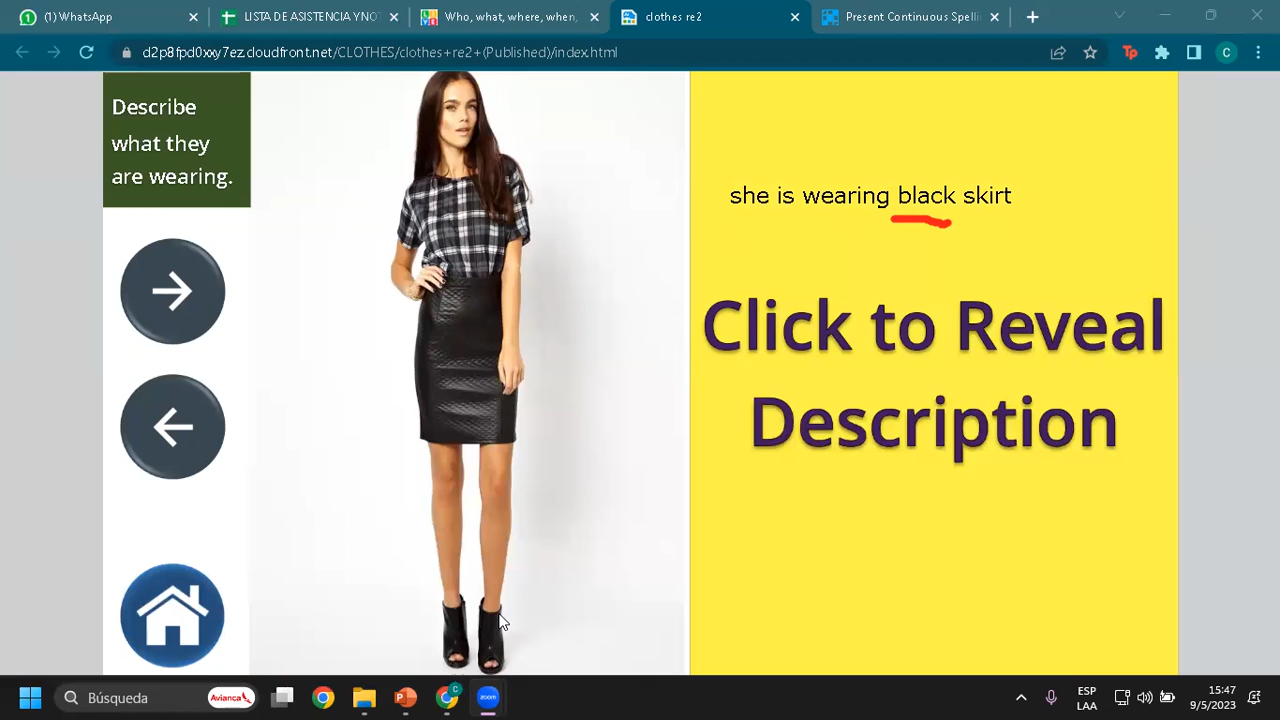 (1) WhatsApp
LISTA DE ASISTENCIA YNOT
Who, what, where, when,
clothes re2
Present Continuous Spelli
d2p8fpd0xxy7ez.cloudfront.net/CLOTHES/clothes+re2+(Published)/index.html
Describe
what they
are wearing.
she is wearing black skirt
Click to Reveal
Description
Búsqueda
Avianca
zoom
ESP
LAA
15:47
9/5/2023